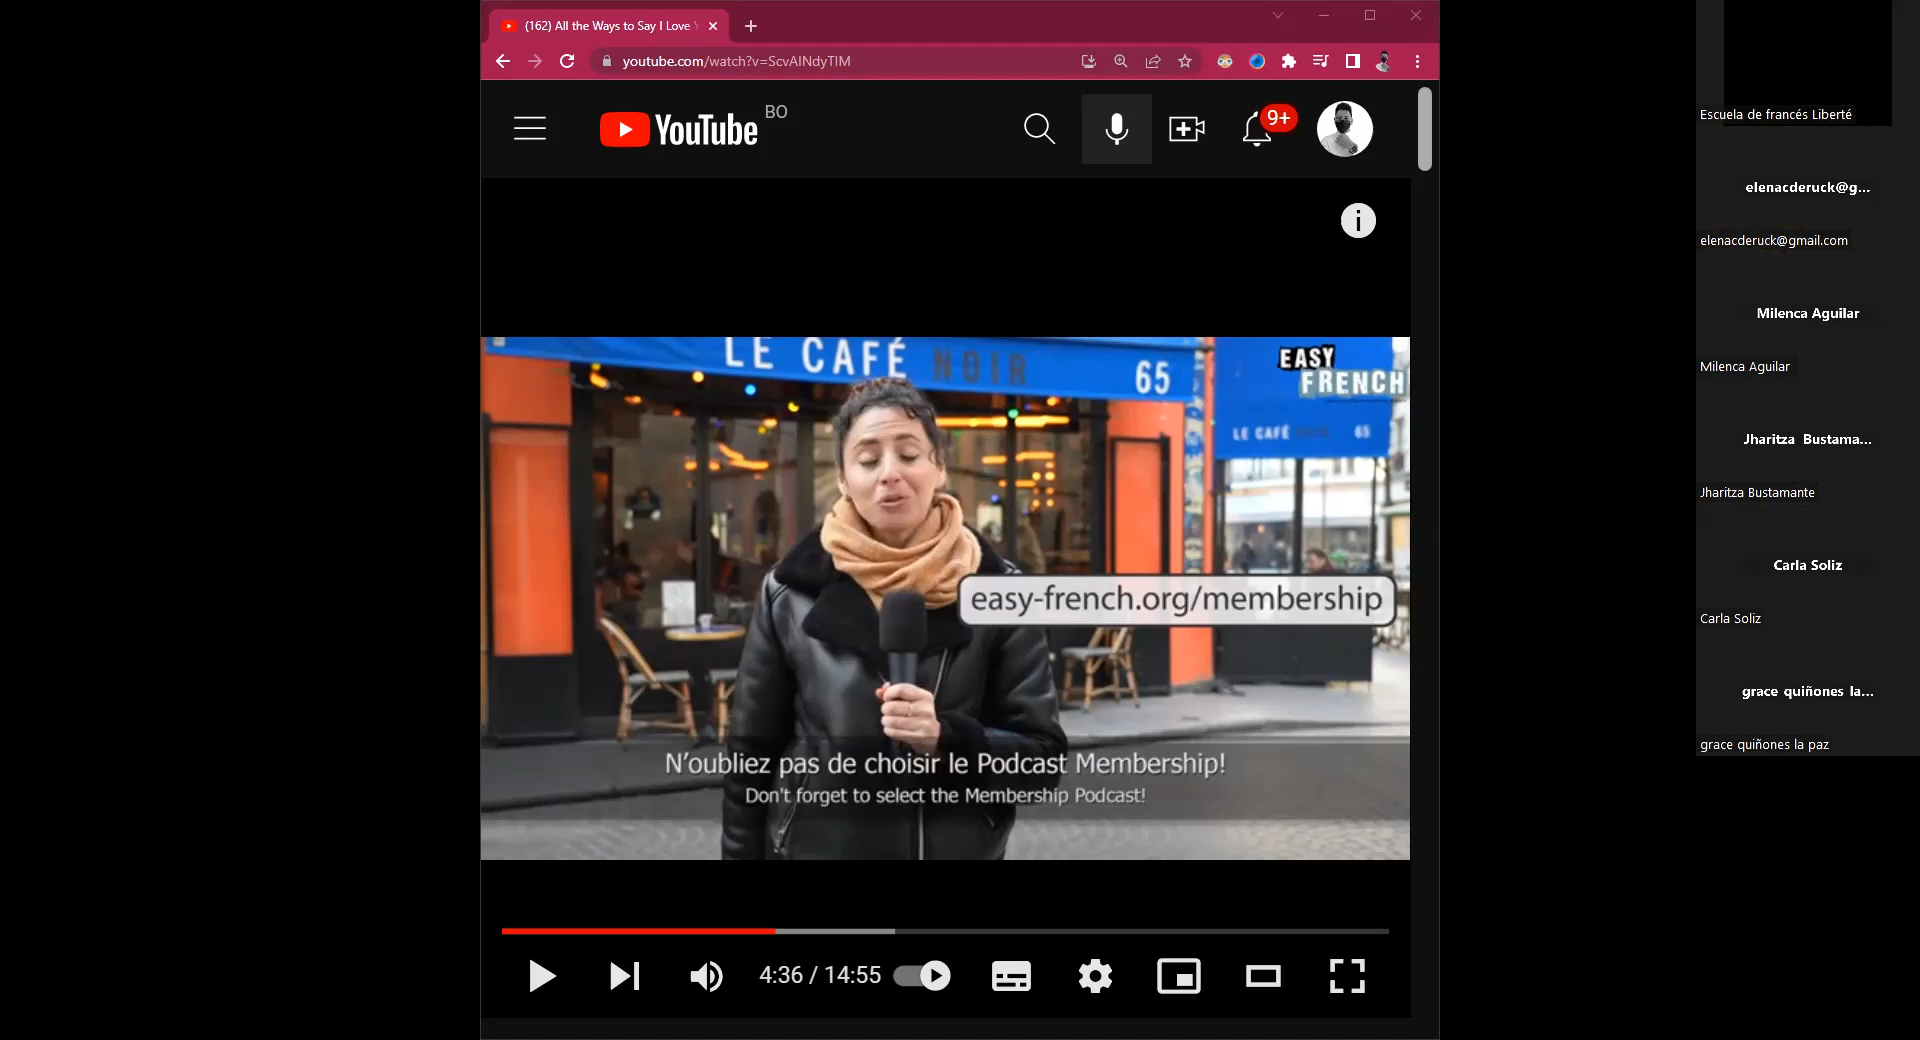 (162) All the Ways to Say I Love
youtube.com/watch?v=ScvAlNdyTlM
YouTube BO
9+
LE CAFÉ NOIR 65
EASY FRENCH
LE CAFÉ NOIR 65
easy-french.org/membership
N'oubliez pas de choisir le Podcast Membership!
Don't forget to select the Membership Podcast!
4:36 / 14:55
Escuela de francés Liberté
elenacderuck@g...
elenacderuck@gmail.com
Milenca Aguilar
Milenca Aguilar
Jharitza Bustama...
Jharitza Bustamante
Carla Soliz
Carla Soliz
grace quiñones la...
grace quiñones la paz